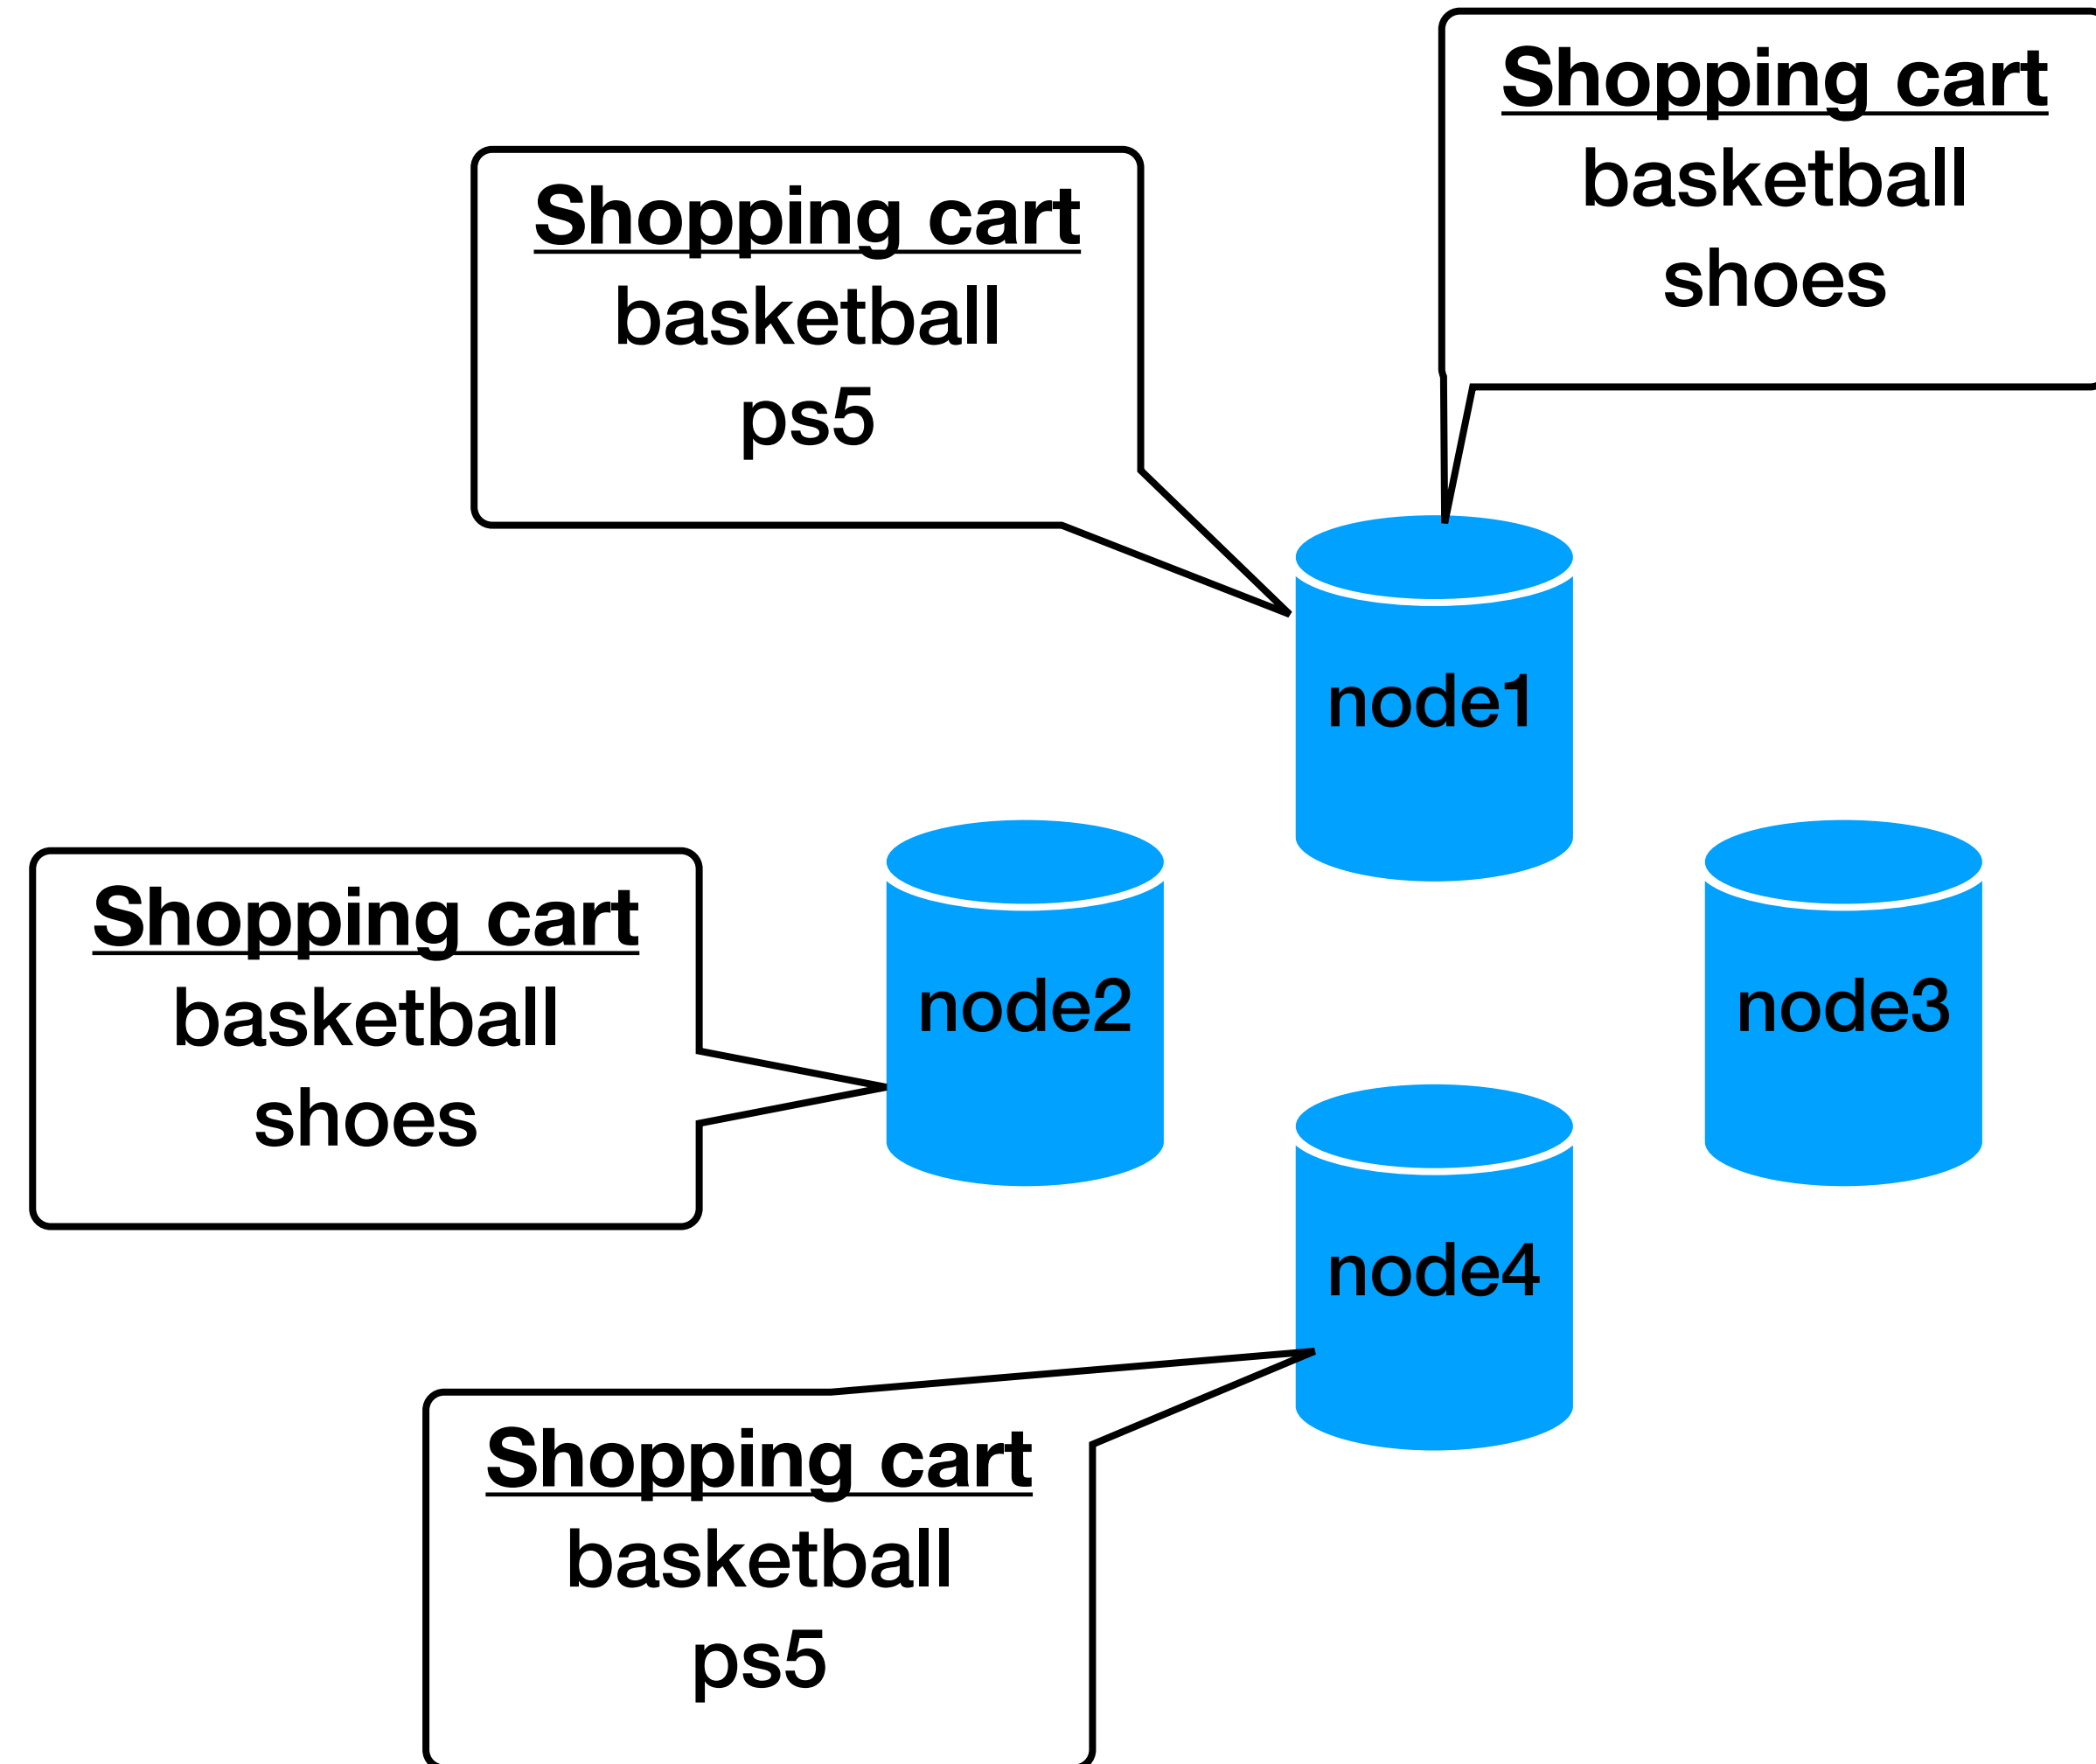 Shopping cart
basketball
shoes
Shopping cart
basketball
ps5
node1
Shopping cart
basketball
shoes
node2
node3
node4
Shopping cart
basketball
ps5